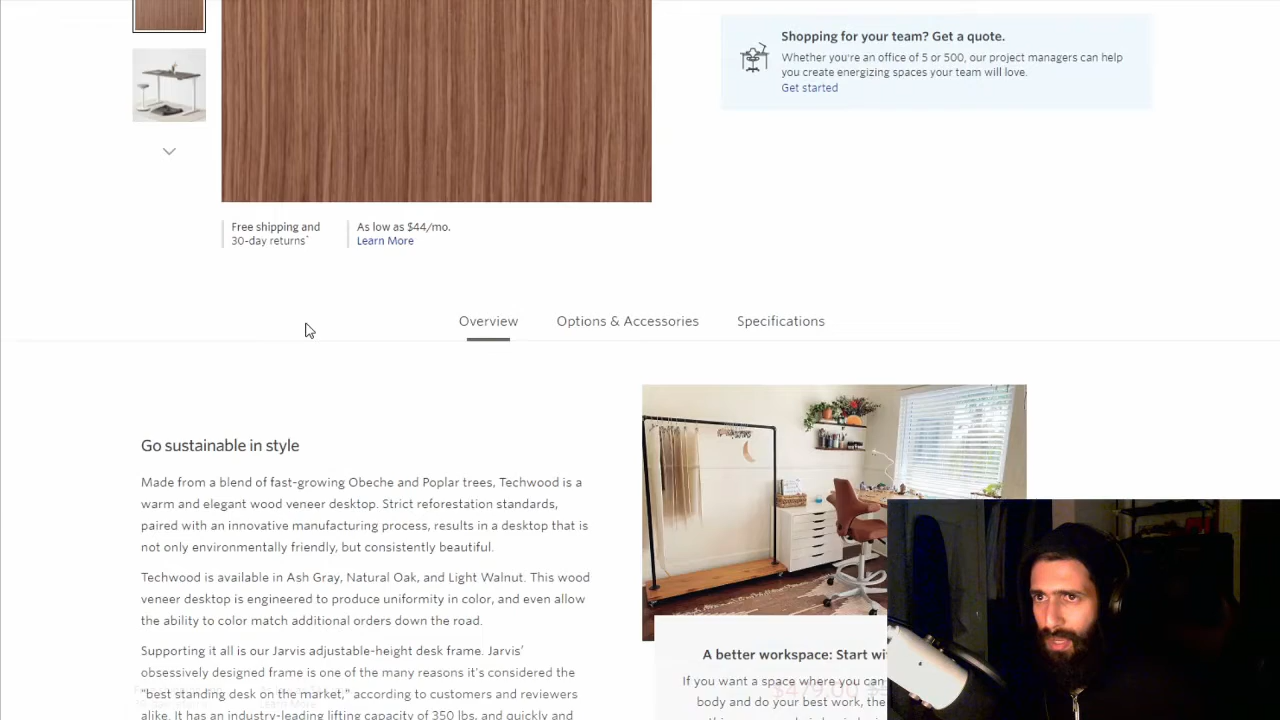 Shopping for your team? Get a quote.
Whether you're an office of 5 or 500, our project managers can help
you create energizing spaces your team will love.
Get started
Free shipping and
30-day returns*
As low as $44/mo.
Learn More
Overview
Options & Accessories
Specifications
Go sustainable in style
Made from a blend of fast-growing Obeche and Poplar trees, Techwood is a
warm and elegant wood veneer desktop. Strict reforestation standards,
paired with an innovative manufacturing process, results in a desktop that is
not only environmentally friendly, but consistently beautiful.
Techwood is available in Ash Gray, Natural Oak, and Light Walnut. This wood
veneer desktop is engineered to produce uniformity in color, and even allow
the ability to color match additional orders down the road.
Supporting it all is our Jarvis adjustable-height desk frame. Jarvis'
obsessively designed frame is one of the many reasons it's considered the
"best standing desk on the market," according to customers and reviewers
alike. It has an industry-leading lifting capacity of 350 lbs, and quickly and
A better workspace: Start wi
If you want a space where you can
$479.00
body and do your best work, the
Learn More